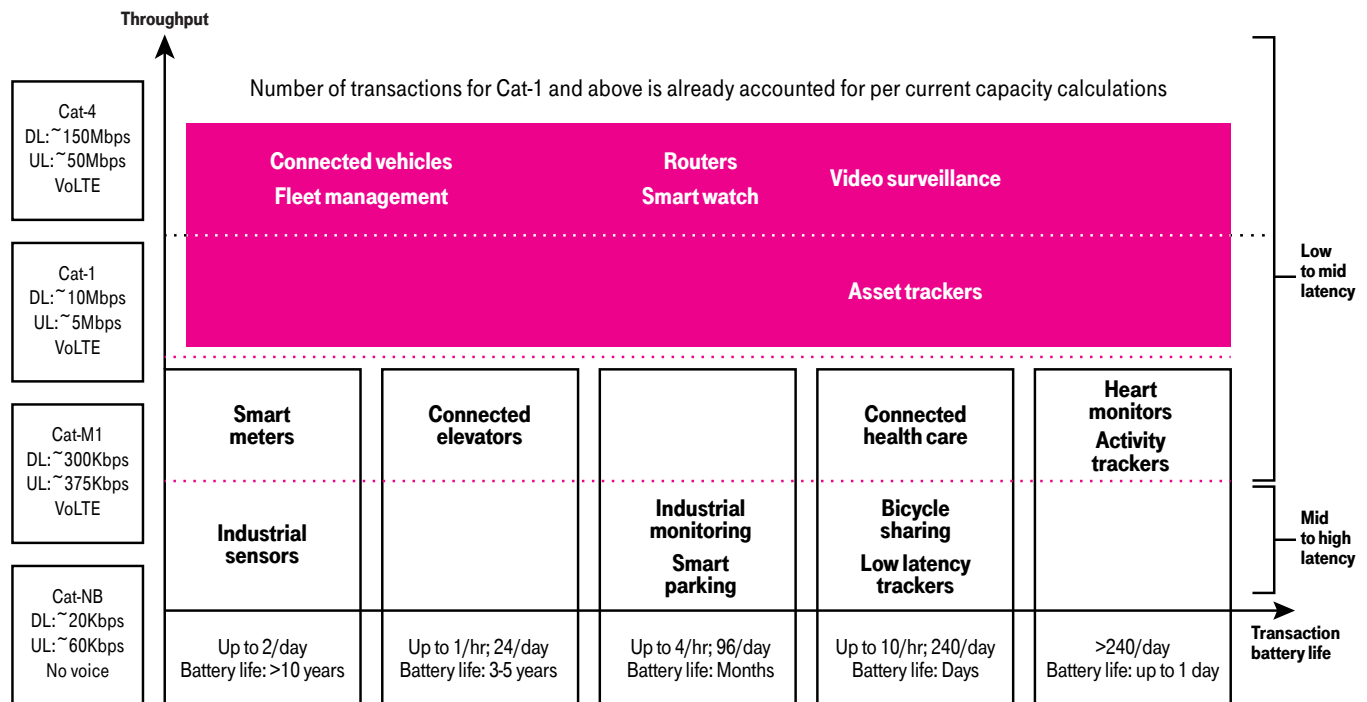 Throughput
Number of transactions for Cat-1 and above is already accounted for per current capacity calculations
Cat-4
DL:~150Mbps
UL:~50Mbps
VoLTE
Connected vehicles
Fleet management
Routers
Smart watch
Video surveillance
Cat-1
DL:~10Mbps
UL:~5Mbps
VoLTE
Asset trackers
Low
to mid
latency
Cat-M1
DL:~300Kbps
UL:~375Kbps
VoLTE
Smart
meters
Connected
elevators
Connected
health care
Heart
monitors
Activity
trackers
Industrial
sensors
Industrial
monitoring
Smart
parking
Bicycle
sharing
Low latency
trackers
Mid
to high
latency
Cat-NB
DL:~20Kbps
UL:~60Kbps
No voice
Up to 2/day
Battery life: >10 years
Up to 1/hr; 24/day
Battery life: 3-5 years
Up to 4/hr; 96/day
Battery life: Months
Up to 10/hr; 240/day
Battery life: Days
>240/day
Battery life: up to 1 day
Transaction
battery life